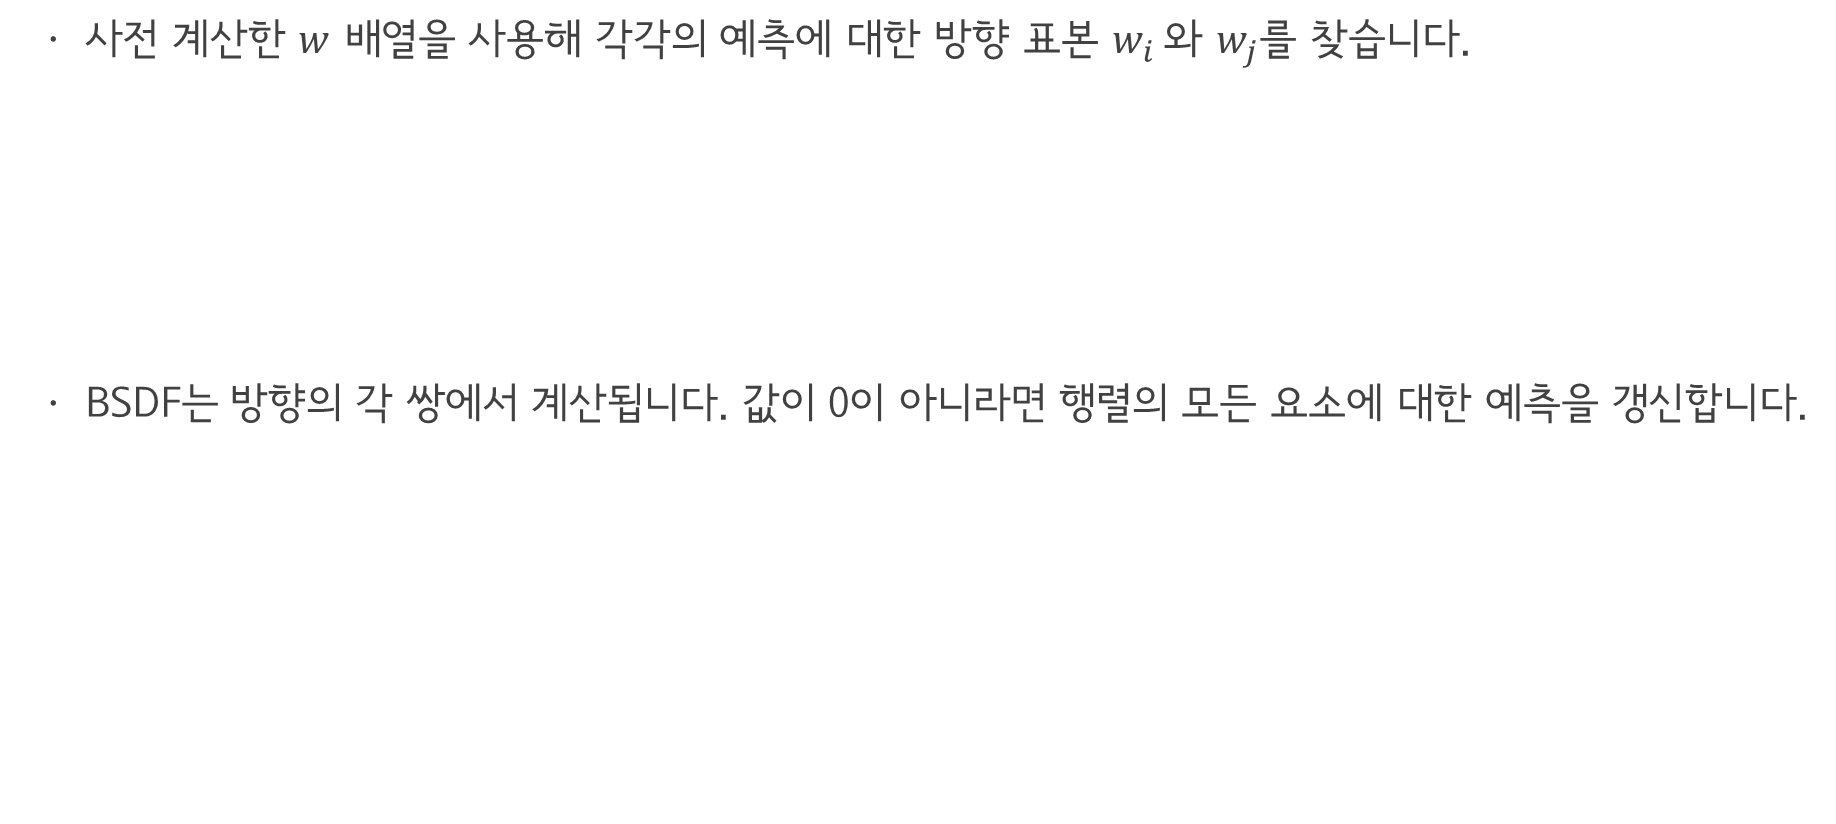 · 사전 계산한 w 배열을 사용해 각각의 예측에 대한 방향 표본 wᵢ 와 wⱼ를 찾습니다.
· BSDF는 방향의 각 쌍에서 계산됩니다. 값이 0이 아니라면 행렬의 모든 요소에 대한 예측을 갱신합니다.